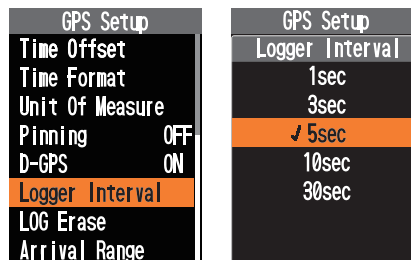 GPS Setup
Time Offset
Time Format
Unit Of Measure
Pinning OFF
D-GPS ON
Logger Interval
LOG Erase
Arrival Range
GPS Setup
Logger Interval
1sec
3sec
✓ 5sec
10sec
30sec